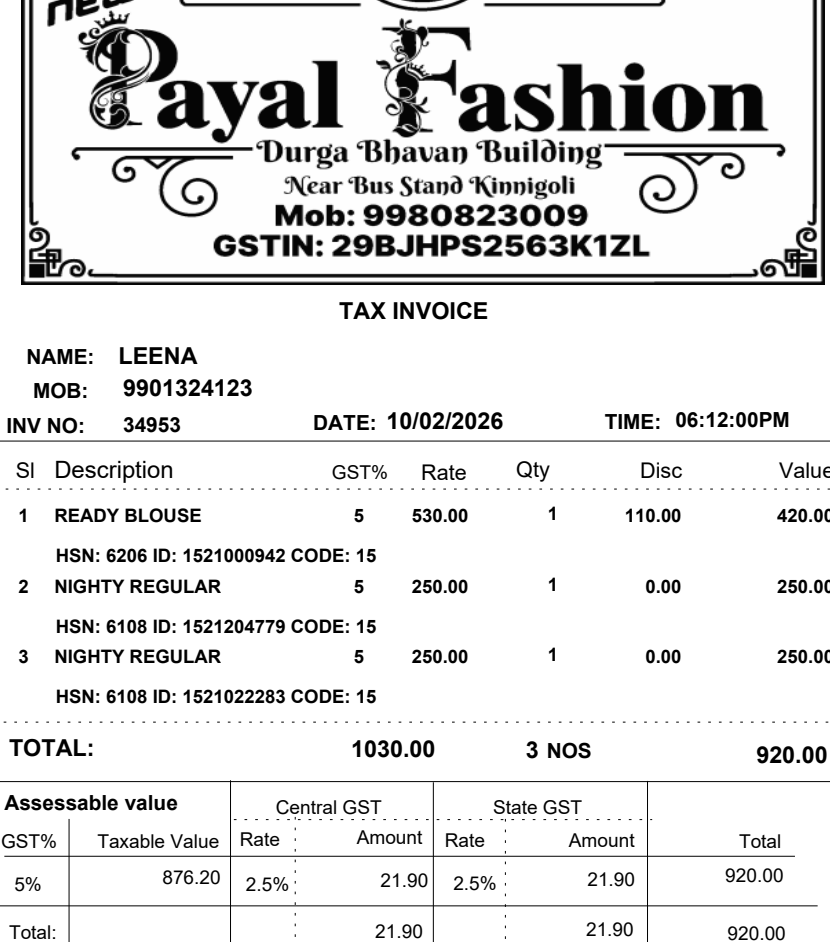 new
Payal Fashion
Durga Bhavan Building
Near Bus Stand Kinnigoli
Mob: 9980823009
GSTIN: 29BJHPS2563K1ZL
TAX INVOICE
NAME: LEENA
MOB: 9901324123
INV NO: 34953 DATE: 10/02/2026 TIME: 06:12:00PM
Sl Description GST% Rate Qty Disc Value
1 READY BLOUSE 5 530.00 1 110.00 420.00
HSN: 6206 ID: 1521000942 CODE: 15
2 NIGHTY REGULAR 5 250.00 1 0.00 250.00
HSN: 6108 ID: 1521204779 CODE: 15
3 NIGHTY REGULAR 5 250.00 1 0.00 250.00
HSN: 6108 ID: 1521022283 CODE: 15
TOTAL: 1030.00 3 NOS 920.00
Assessable value Central GST State GST
GST% Taxable Value Rate Amount Rate Amount Total
5% 876.20 2.5% 21.90 2.5% 21.90 920.00
Total: 21.90 21.90 920.00